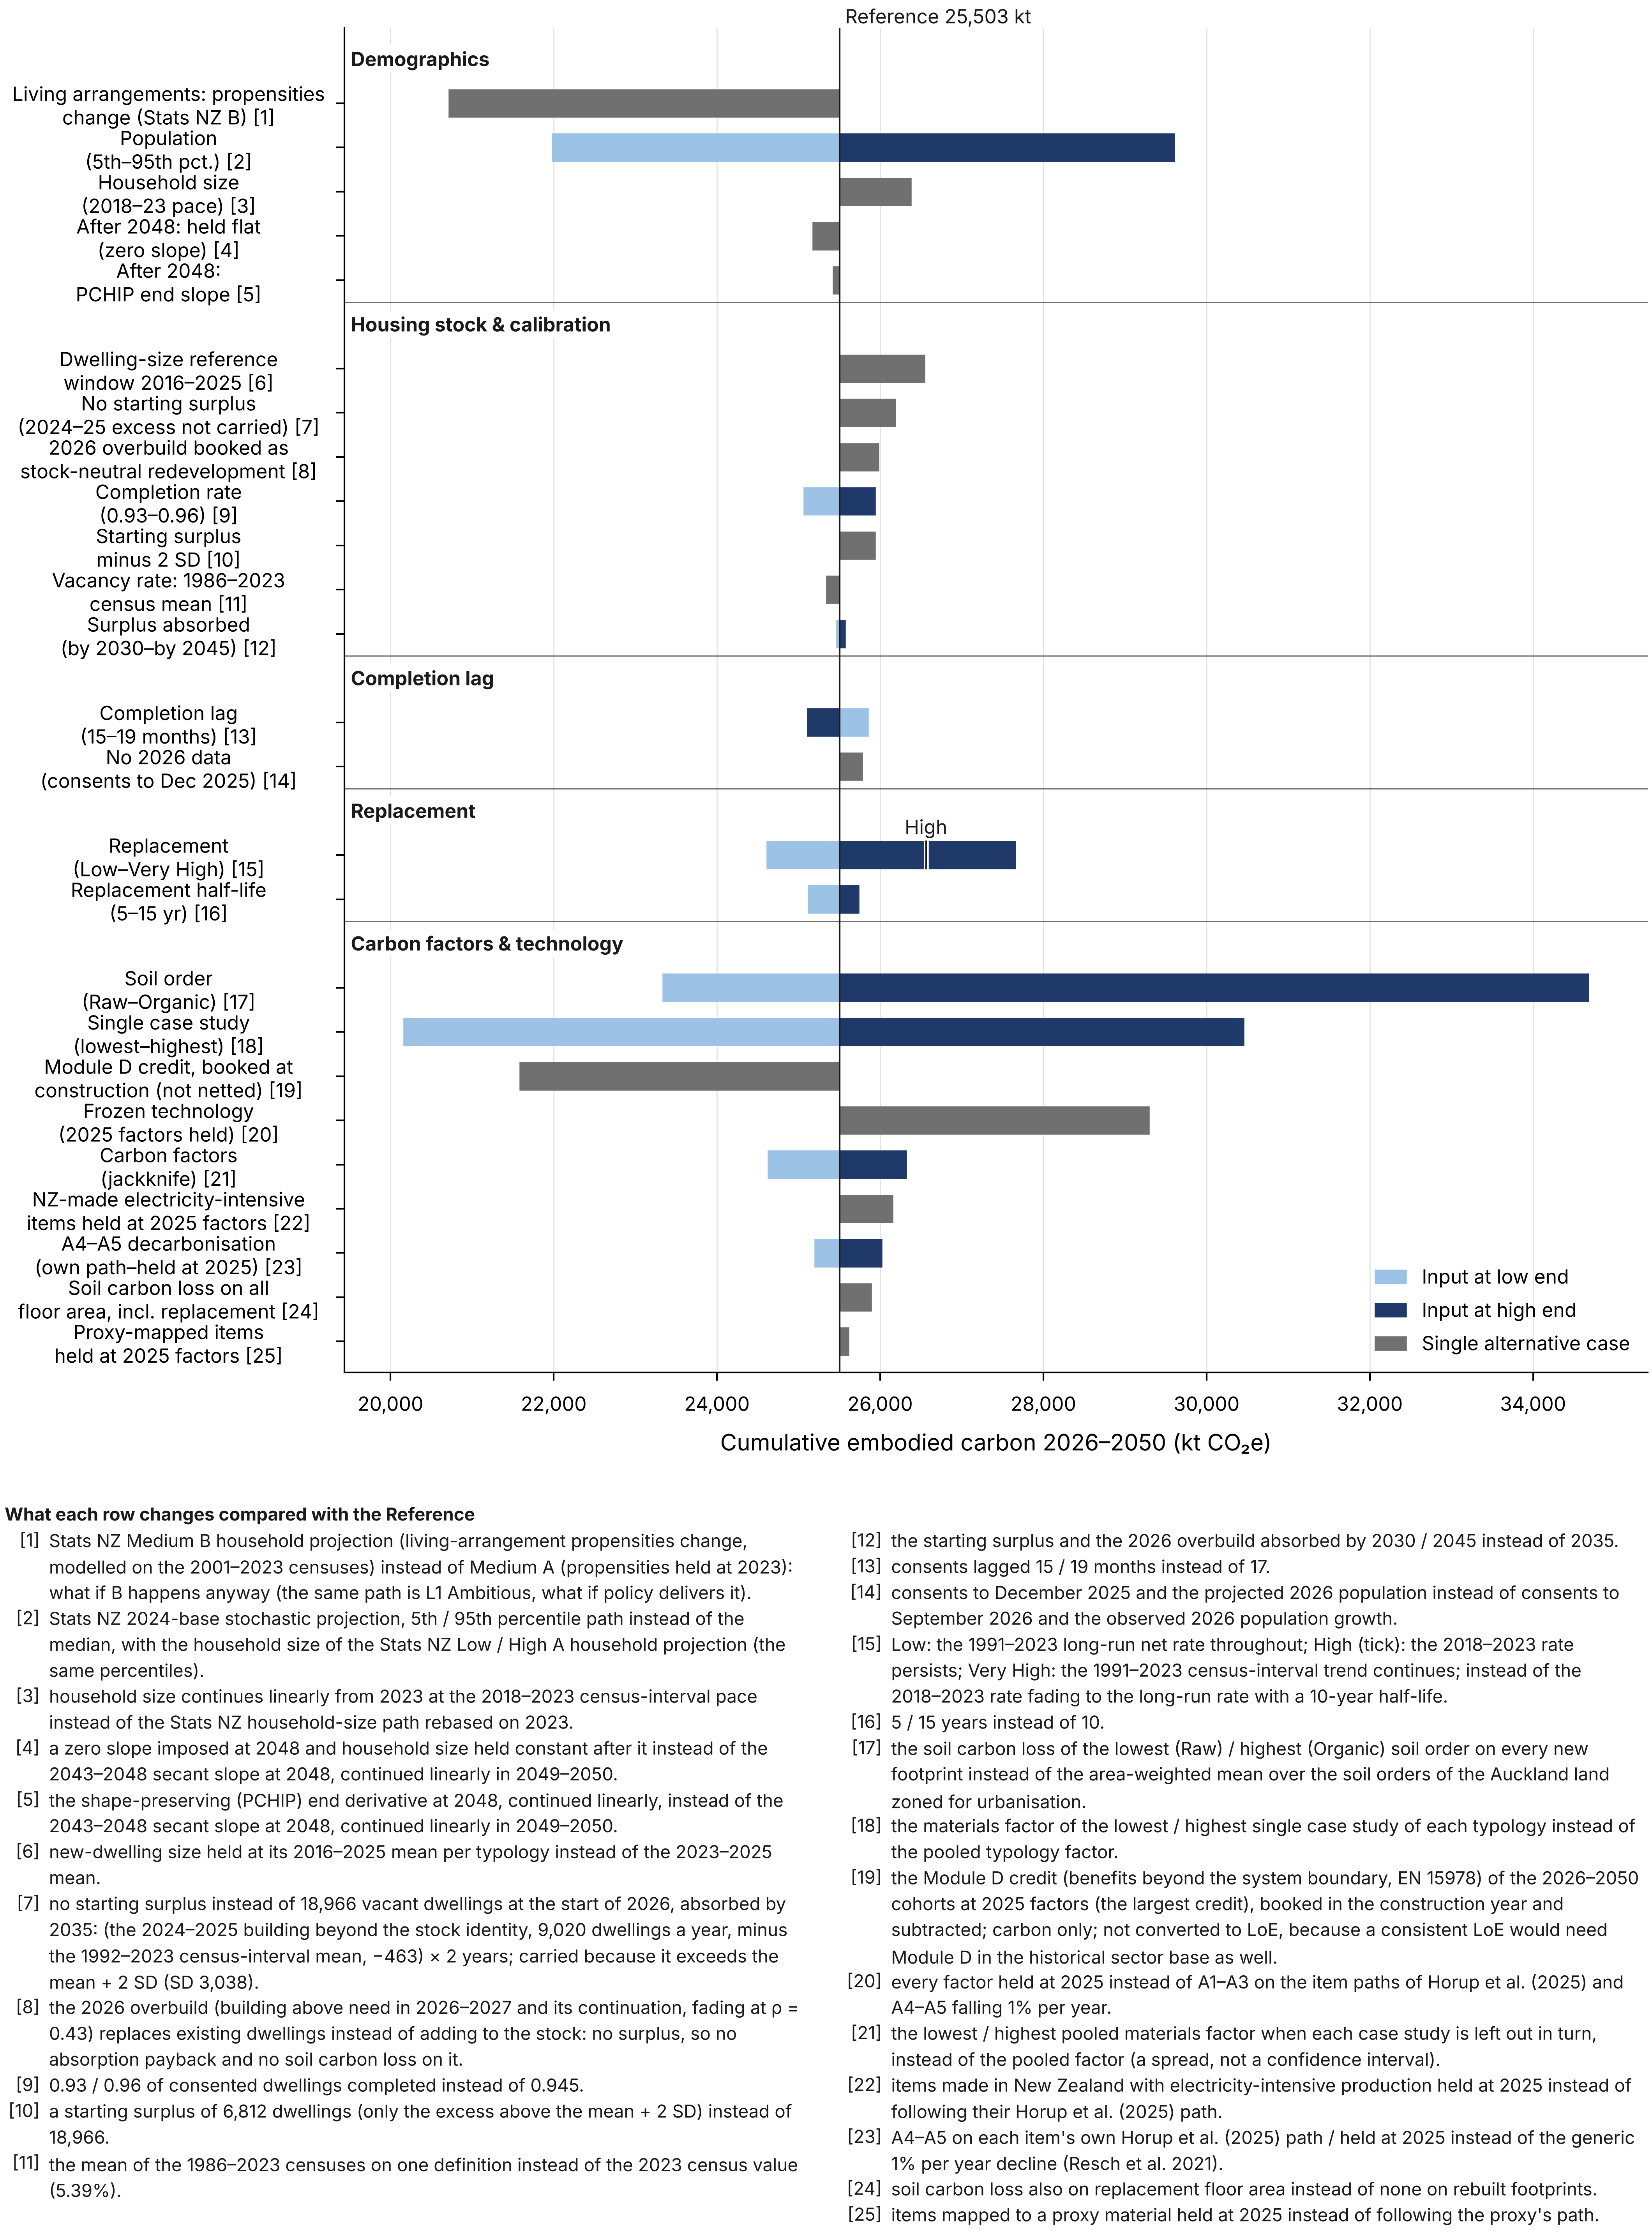 Reference 25,503 kt
Demographics
Living arrangements: propensities
change (Stats NZ B) [1]
Population
(5th–95th pct.) [2]
Household size
(2018–23 pace) [3]
After 2048: held flat
(zero slope) [4]
After 2048:
PCHIP end slope [5]
Housing stock & calibration
Dwelling-size reference
window 2016–2025 [6]
No starting surplus
(2024–25 excess not carried) [7]
2026 overbuild booked as
stock-neutral redevelopment [8]
Completion rate
(0.93–0.96) [9]
Starting surplus
minus 2 SD [10]
Vacancy rate: 1986–2023
census mean [11]
Surplus absorbed
(by 2030–by 2045) [12]
Completion lag
Completion lag
(15–19 months) [13]
No 2026 data
(consents to Dec 2025) [14]
Replacement
High
Replacement
(Low–Very High) [15]
Replacement half-life
(5–15 yr) [16]
Carbon factors & technology
Soil order
(Raw–Organic) [17]
Single case study
(lowest–highest) [18]
Module D credit, booked at
construction (not netted) [19]
Frozen technology
(2025 factors held) [20]
Carbon factors
(jackknife) [21]
NZ-made electricity-intensive
items held at 2025 factors [22]
A4–A5 decarbonisation
(own path–held at 2025) [23]
Soil carbon loss on all
floor area, incl. replacement [24]
Proxy-mapped items
held at 2025 factors [25]
Input at low end
Input at high end
Single alternative case
20,000 22,000 24,000 26,000 28,000 30,000 32,000 34,000
Cumulative embodied carbon 2026–2050 (kt CO₂e)
What each row changes compared with the Reference
[1] Stats NZ Medium B household projection (living-arrangement propensities change,
modelled on the 2001–2023 censuses) instead of Medium A (propensities held at 2023):
what if B happens anyway (the same path is L1 Ambitious, what if policy delivers it).
[2] Stats NZ 2024-base stochastic projection, 5th / 95th percentile path instead of the
median, with the household size of the Stats NZ Low / High A household projection (the
same percentiles).
[3] household size continues linearly from 2023 at the 2018–2023 census-interval pace
instead of the Stats NZ household-size path rebased on 2023.
[4] a zero slope imposed at 2048 and household size held constant after it instead of the
2043–2048 secant slope at 2048, continued linearly in 2049–2050.
[5] the shape-preserving (PCHIP) end derivative at 2048, continued linearly, instead of the
2043–2048 secant slope at 2048, continued linearly in 2049–2050.
[6] new-dwelling size held at its 2016–2025 mean per typology instead of the 2023–2025
mean.
[7] no starting surplus instead of 18,966 vacant dwellings at the start of 2026, absorbed by
2035: (the 2024–2025 building beyond the stock identity, 9,020 dwellings a year, minus
the 1992–2023 census-interval mean, −463) × 2 years; carried because it exceeds the
mean + 2 SD (SD 3,038).
[8] the 2026 overbuild (building above need in 2026–2027 and its continuation, fading at ρ =
0.43) replaces existing dwellings instead of adding to the stock: no surplus, so no
absorption payback and no soil carbon loss on it.
[9] 0.93 / 0.96 of consented dwellings completed instead of 0.945.
[10] a starting surplus of 6,812 dwellings (only the excess above the mean + 2 SD) instead of
18,966.
[11] the mean of the 1986–2023 censuses on one definition instead of the 2023 census value
(5.39%).
[12] the starting surplus and the 2026 overbuild absorbed by 2030 / 2045 instead of 2035.
[13] consents lagged 15 / 19 months instead of 17.
[14] consents to December 2025 and the projected 2026 population instead of consents to
September 2026 and the observed 2026 population growth.
[15] Low: the 1991–2023 long-run net rate throughout; High (tick): the 2018–2023 rate
persists; Very High: the 1991–2023 census-interval trend continues; instead of the
2018–2023 rate fading to the long-run rate with a 10-year half-life.
[16] 5 / 15 years instead of 10.
[17] the soil carbon loss of the lowest (Raw) / highest (Organic) soil order on every new
footprint instead of the area-weighted mean over the soil orders of the Auckland land
zoned for urbanisation.
[18] the materials factor of the lowest / highest single case study of each typology instead of
the pooled typology factor.
[19] the Module D credit (benefits beyond the system boundary, EN 15978) of the 2026–2050
cohorts at 2025 factors (the largest credit), booked in the construction year and
subtracted; carbon only; not converted to LoE, because a consistent LoE would need
Module D in the historical sector base as well.
[20] every factor held at 2025 instead of A1–A3 on the item paths of Horup et al. (2025) and
A4–A5 falling 1% per year.
[21] the lowest / highest pooled materials factor when each case study is left out in turn,
instead of the pooled factor (a spread, not a confidence interval).
[22] items made in New Zealand with electricity-intensive production held at 2025 instead of
following their Horup et al. (2025) path.
[23] A4–A5 on each item's own Horup et al. (2025) path / held at 2025 instead of the generic
1% per year decline (Resch et al. 2021).
[24] soil carbon loss also on replacement floor area instead of none on rebuilt footprints.
[25] items mapped to a proxy material held at 2025 instead of following the proxy's path.